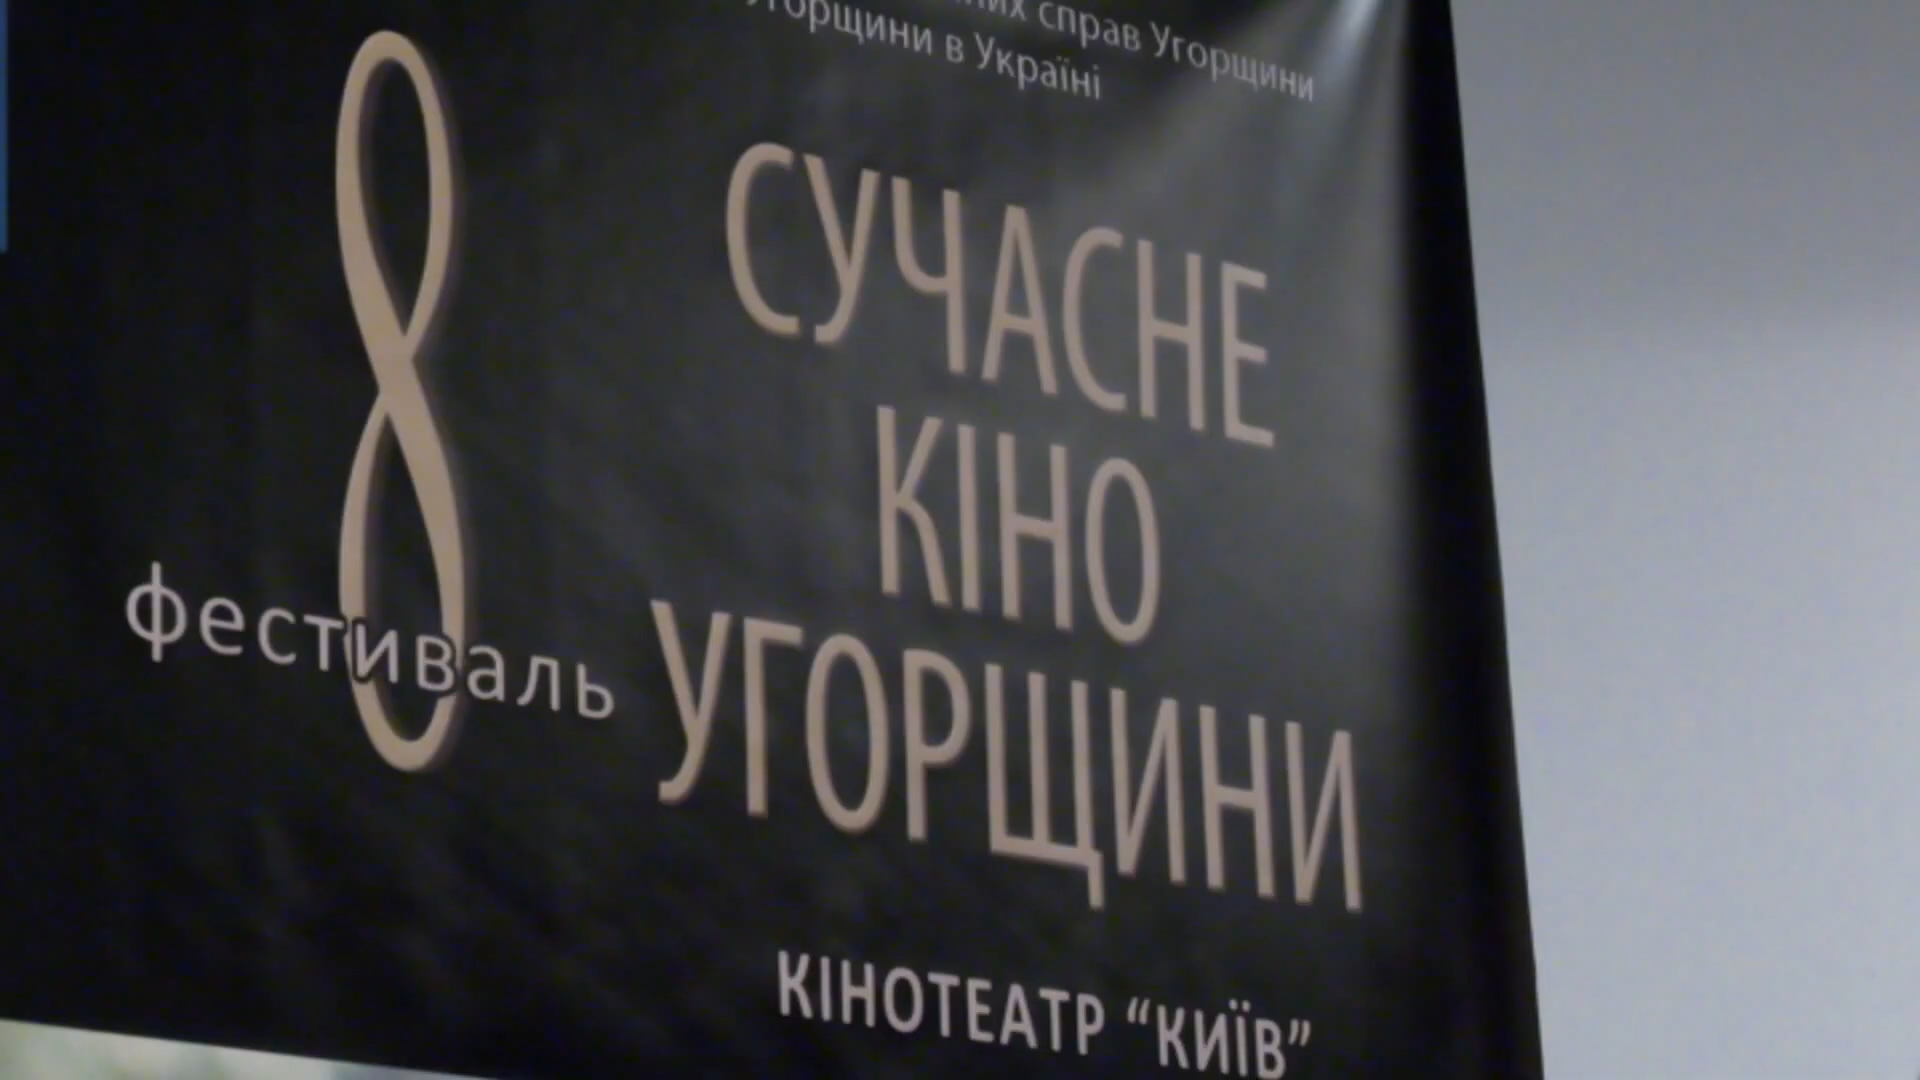 справ Угорщини
Угорщини в Україні
8
фестиваль
СУЧАСНЕ
КІНО
УГОРЩИНИ
КІНОТЕАТР “КИЇВ”